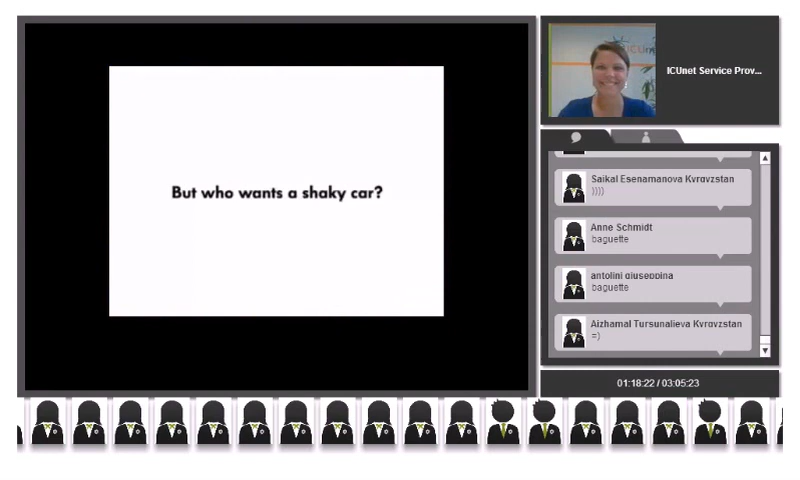 But who wants a shaky car?
ICUnet Service Prov...
Saikal Esenamanova Kyrgyzstan
))))
Anne Schmidt
baguette
antolini giuseppina
baguette
Aizhamal Tursunalieva Kyrgyzstan
=)
01:18:22 / 03:05:23